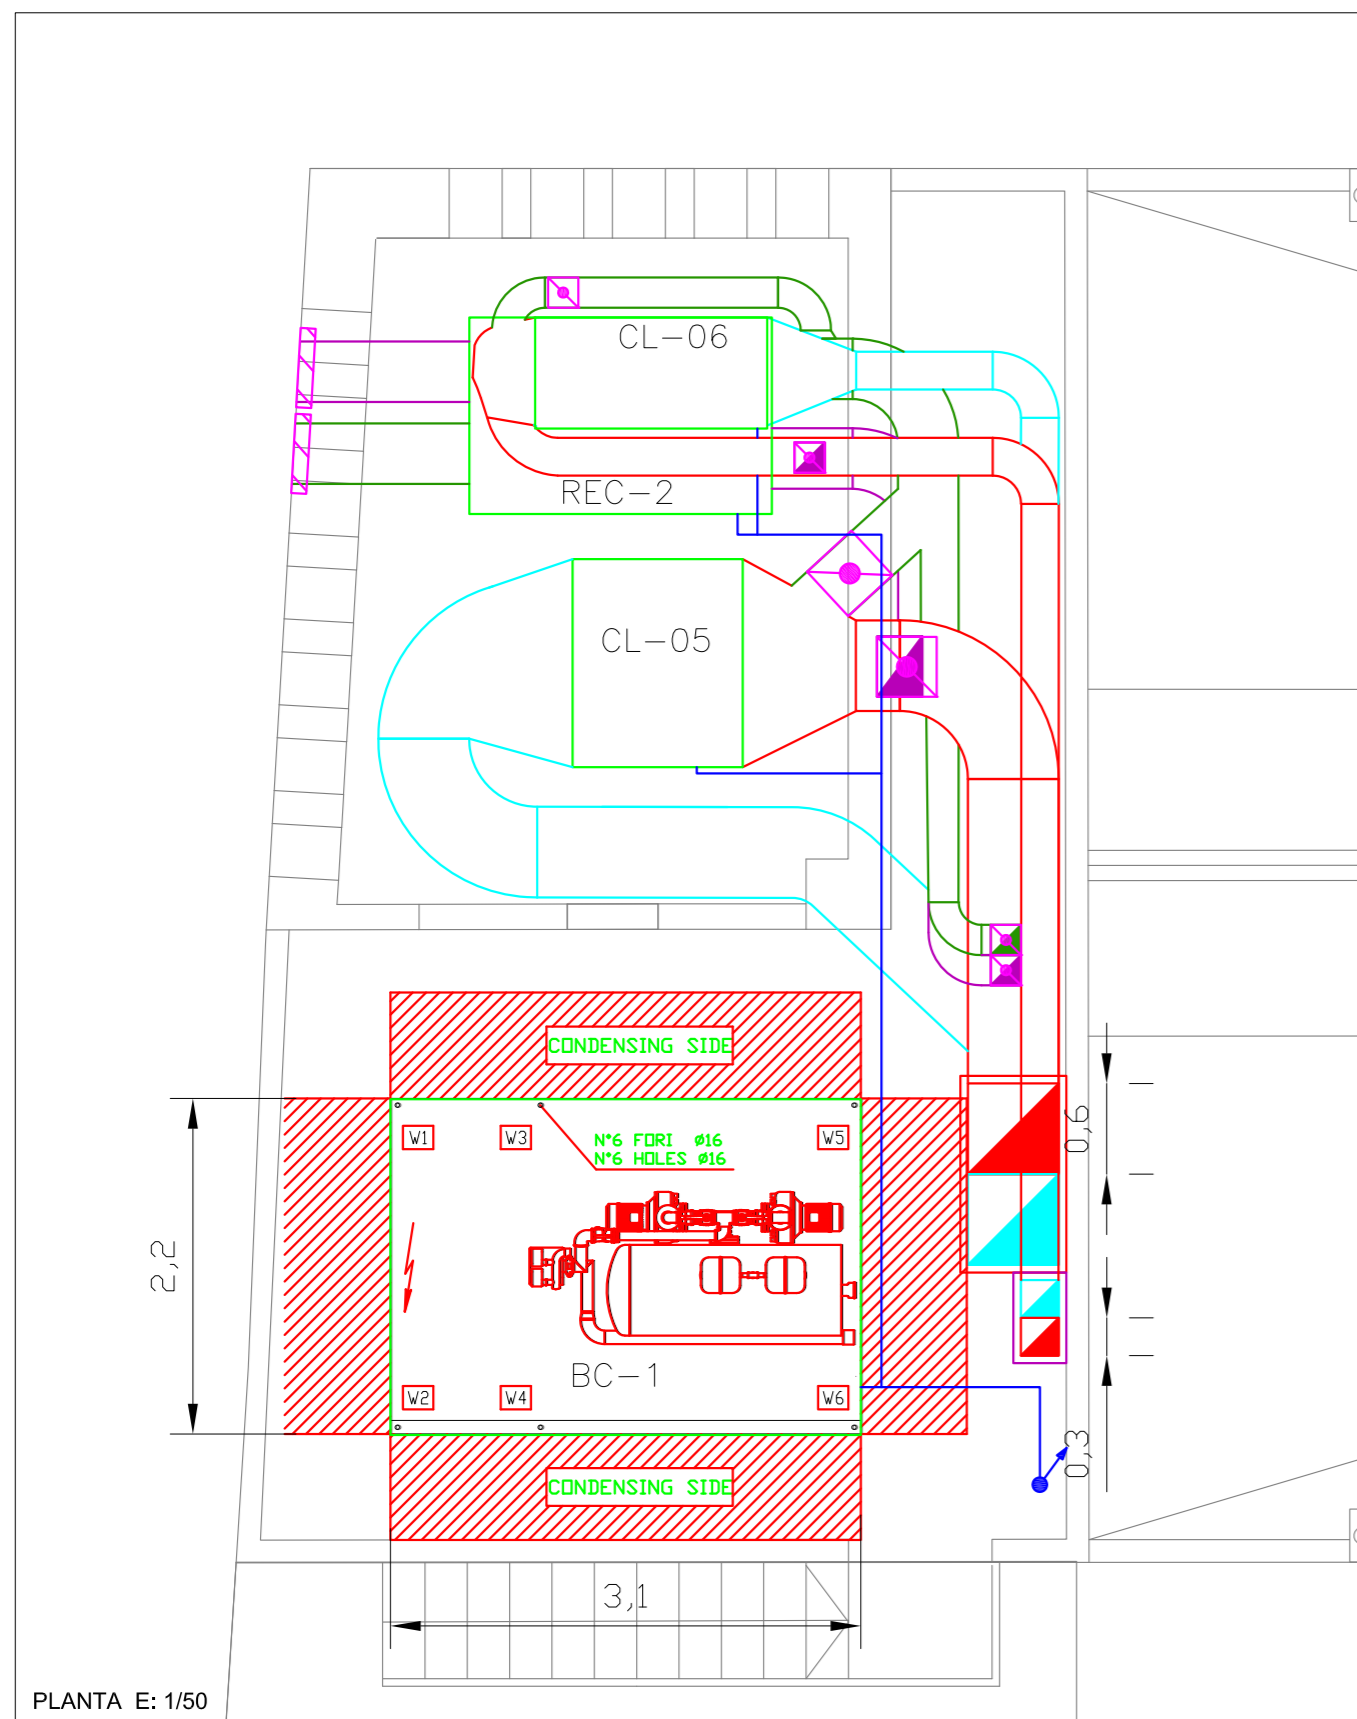 CL-06
REC-2
CL-05
CONDENSING SIDE
0,6
W1
W3
N°6 FORI ø16
N°6 HOLES ø16
W5
2,2
BC-1
W2
W4
W6
0,3
CONDENSING SIDE
3,1
PLANTA E: 1/50